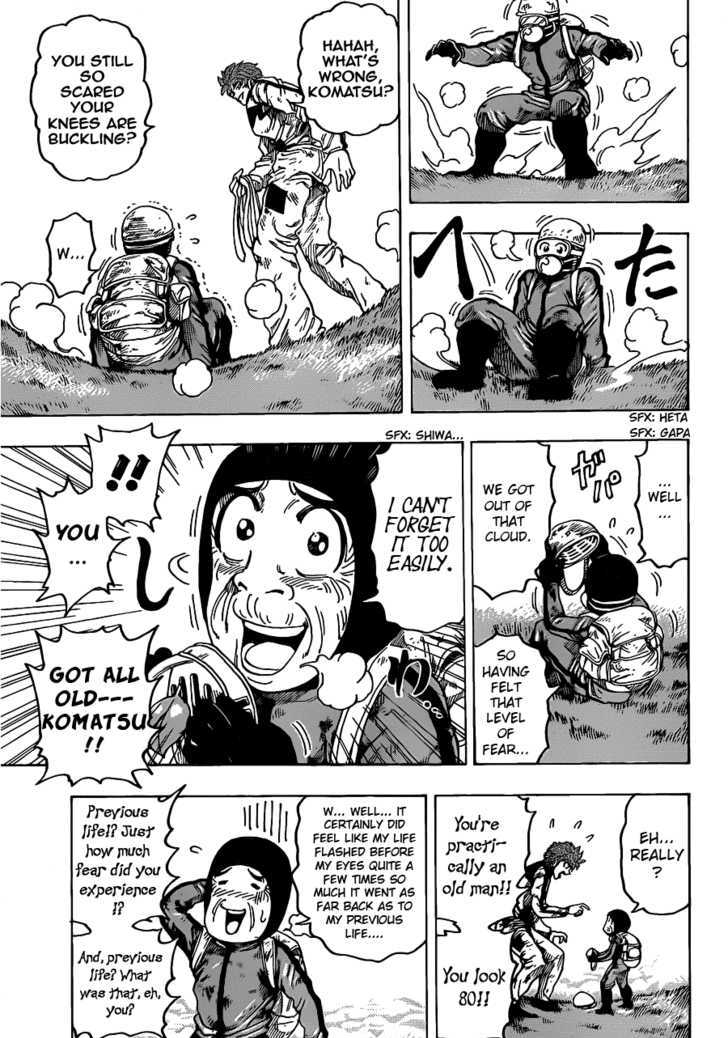 へた
HAHAH,
WHAT'S
WRONG,
KOMATSU?
YOU STILL
SO
SCARED
YOUR
KNEES ARE
BUCKLING?
W...
SFX: HETA
SFX: GAPA
ガパ
...
WELL
...
WE GOT
OUT OF
THAT
CLOUD.
SO
HAVING
FELT
THAT
LEVEL
OF
FEAR...
SFX: SHIWA...
I CAN'T
FORGET
IT TOO
EASILY.
しわ...
!!
YOU
...
GOT ALL
OLD---
KOMATSU
!!
EH...
REALLY
?
You're
practi-
cally an
old man!!
You look
80!!
W... WELL... IT
CERTAINLY DID
FEEL LIKE MY LIFE
FLASHED BEFORE
MY EYES QUITE A
FEW TIMES SO
MUCH IT WENT AS
FAR BACK AS TO
MY PREVIOUS
LIFE....
Previous
life!? Just
how much
fear did you
experience
!?
And, previous
life? What
was that, eh,
you?